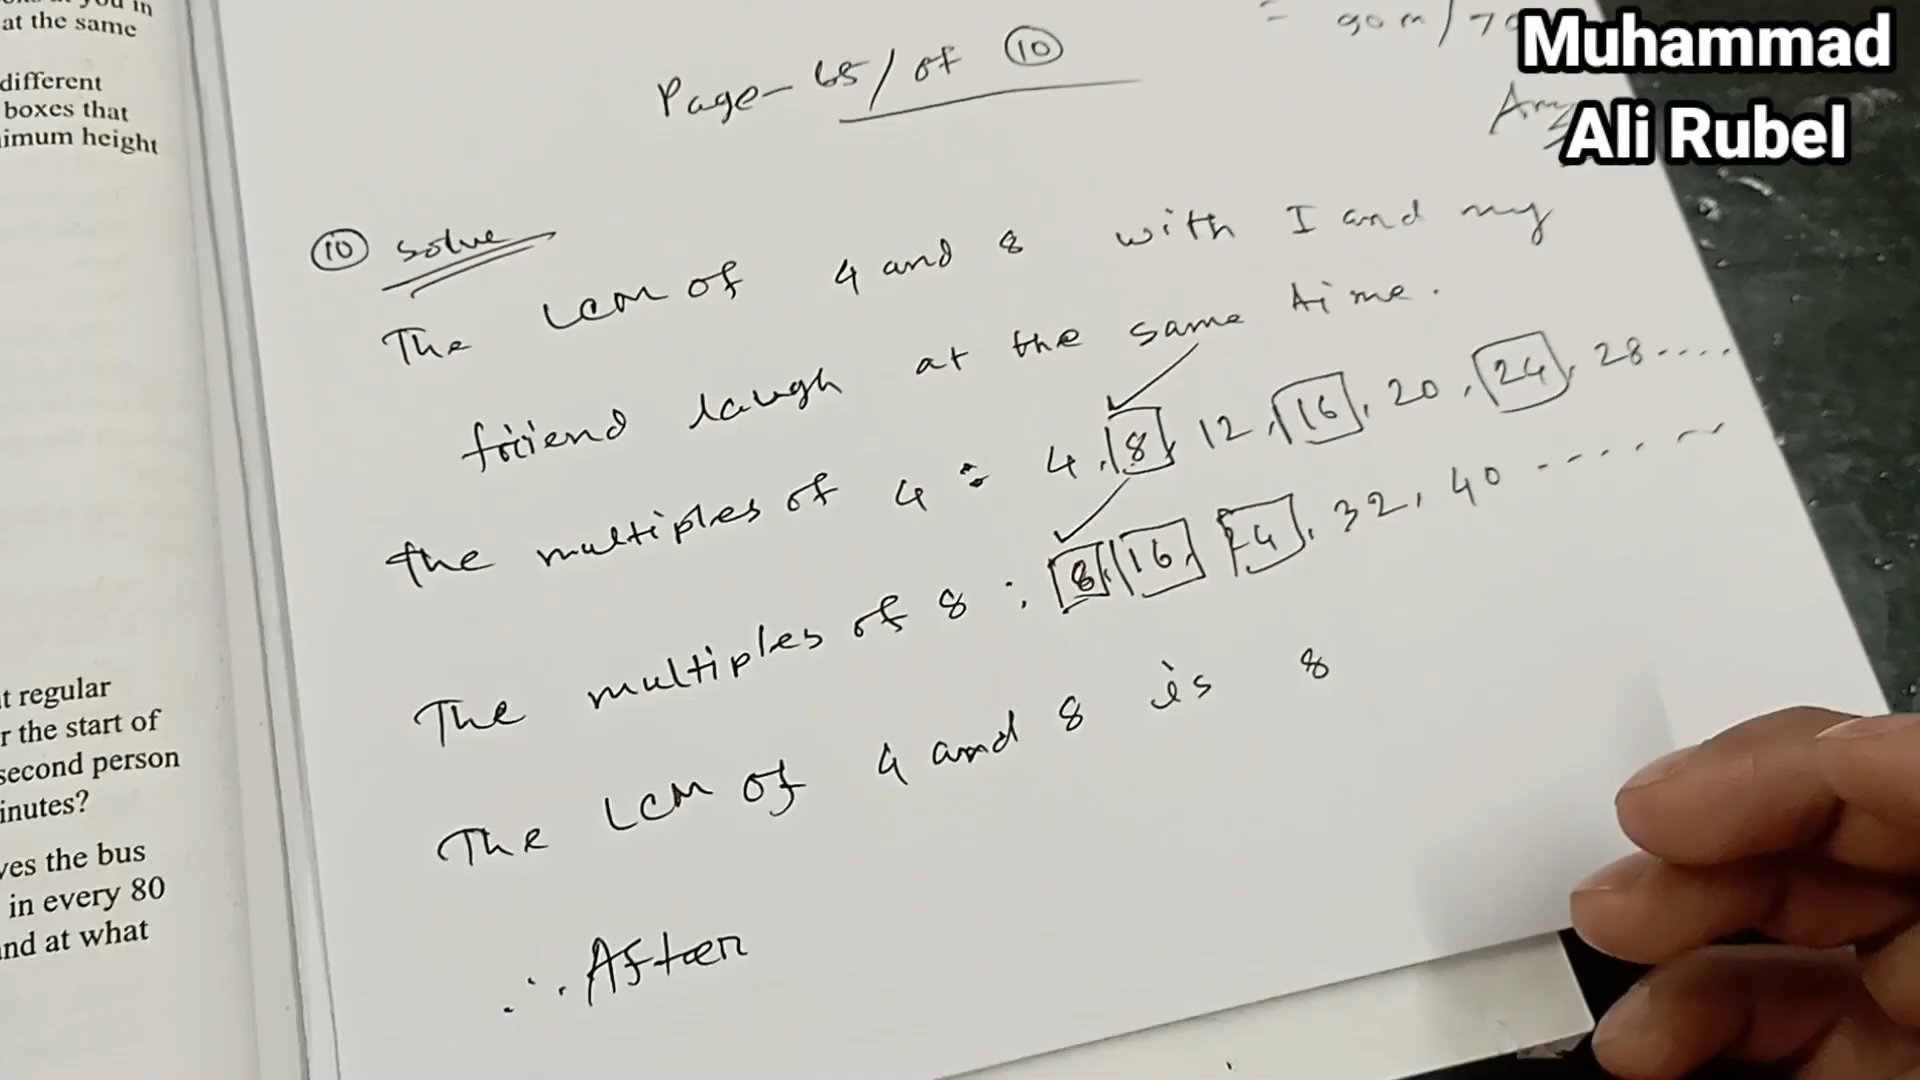 you in
at the same
different
boxes that
imum height
t regular
r the start of
second person
inutes?
ves the bus
in every 80
nd at what
= 90 m / 70
Muhammad
Ali Rubel
Page - 65 / of 10
10 solve
The LCM of 4 and 8 with I and my
friend laugh at the same time.
the multiples of 4 : 4, 8, 12, 16, 20, 24, 28....
The multiples of 8 : 8, 16, 24, 32, 40 ......
The LCM of 4 and 8 is 8
∴ After